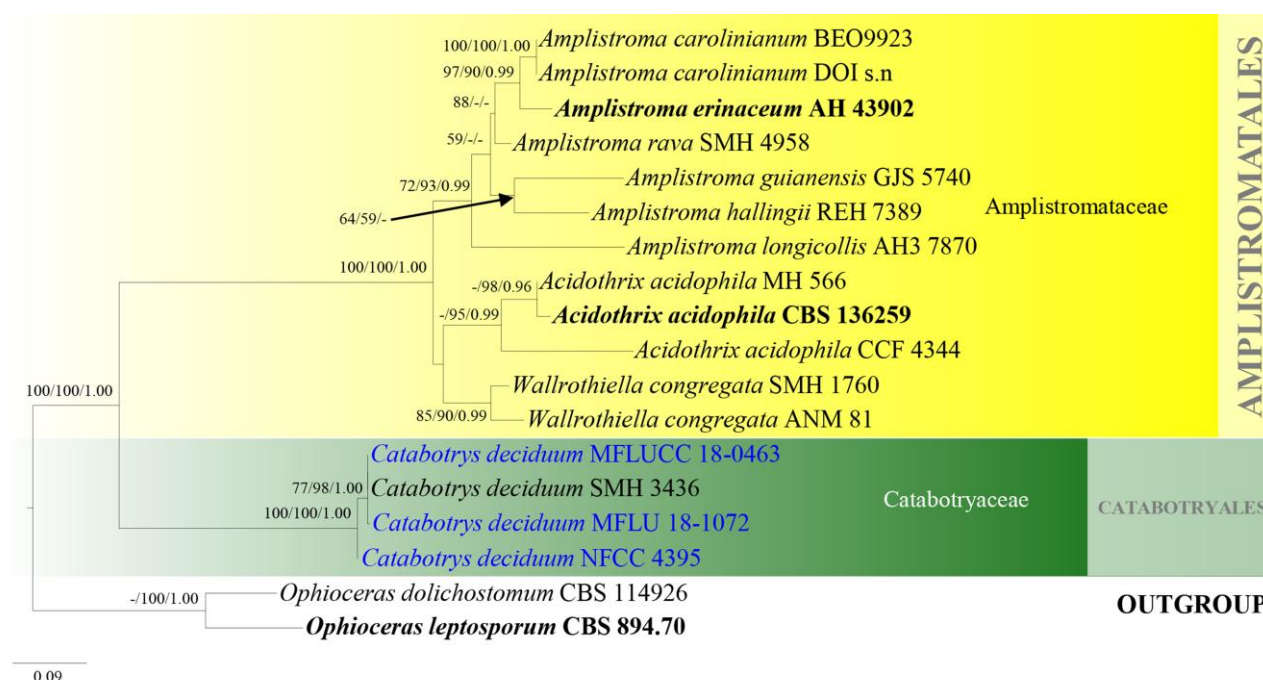 100/100/1.00
Amplistroma carolinianum BEO9923
97/90/0.99
Amplistroma carolinianum DOI s.n
88/-/-
Amplistroma erinaceum AH 43902
59/-/-
Amplistroma rava SMH 4958
72/93/0.99
Amplistroma guianensis GJS 5740
64/59/-
Amplistroma hallingii REH 7389
Amplistromataceae
Amplistroma longicollis AH3 7870
100/100/1.00
-/98/0.96
Acidothrix acidophila MH 566
-/95/0.99
Acidothrix acidophila CBS 136259
Acidothrix acidophila CCF 4344
100/100/1.00
Wallrothiella congregata SMH 1760
85/90/0.99
Wallrothiella congregata ANM 81
AMPLISTROMATALES
Catabotrys deciduum MFLUCC 18-0463
77/98/1.00
Catabotrys deciduum SMH 3436
100/100/1.00
Catabotrys deciduum MFLU 18-1072
Catabotrys deciduum NFCC 4395
Catabotryaceae
CATABOTRYALES
-/100/1.00
Ophioceras dolichostomum CBS 114926
Ophioceras leptosporum CBS 894.70
OUTGROUP
0.09